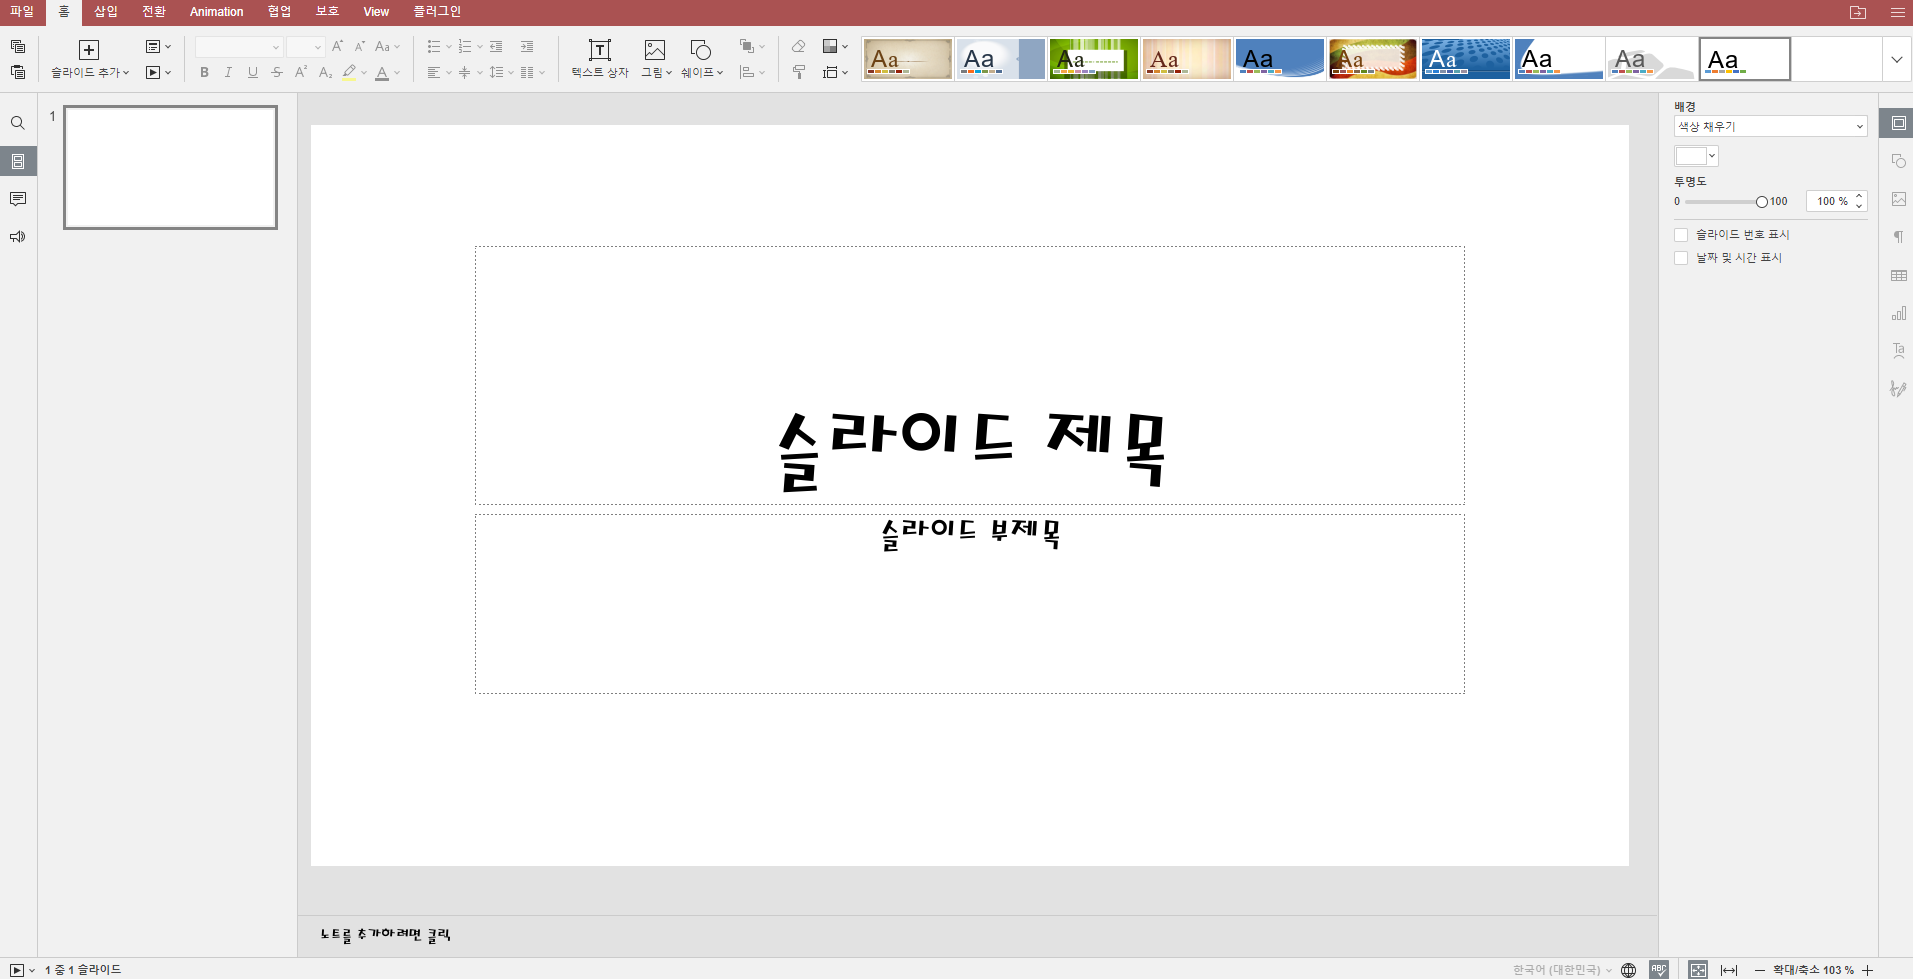 파일 홈 삽입 전환 Animation 협업 보호 View 플러그인
슬라이드 추가
텍스트 상자 그림 쉐이프
Aa Aa Aa Aa Aa Aa Aa Aa Aa Aa
1
슬라이드 제목
슬라이드 부제목
노트를 추가하려면 클릭
배경
색상 채우기
투명도
0 100 100 %
슬라이드 번호 표시
날짜 및 시간 표시
1 중 1 슬라이드
한국어 (대한민국)
확대/축소 103 %